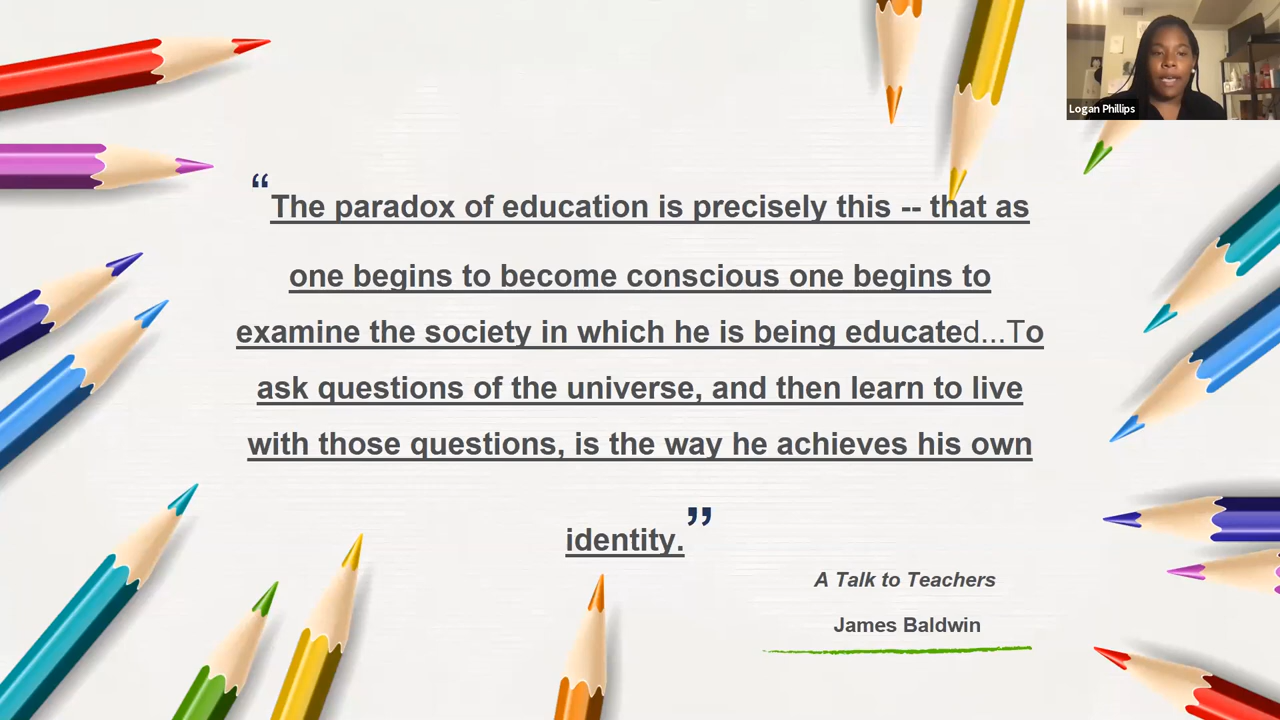 Logan Phillips
“The paradox of education is precisely this -- that as
one begins to become conscious one begins to
examine the society in which he is being educated...To
ask questions of the universe, and then learn to live
with those questions, is the way he achieves his own
identity.”
A Talk to Teachers
James Baldwin